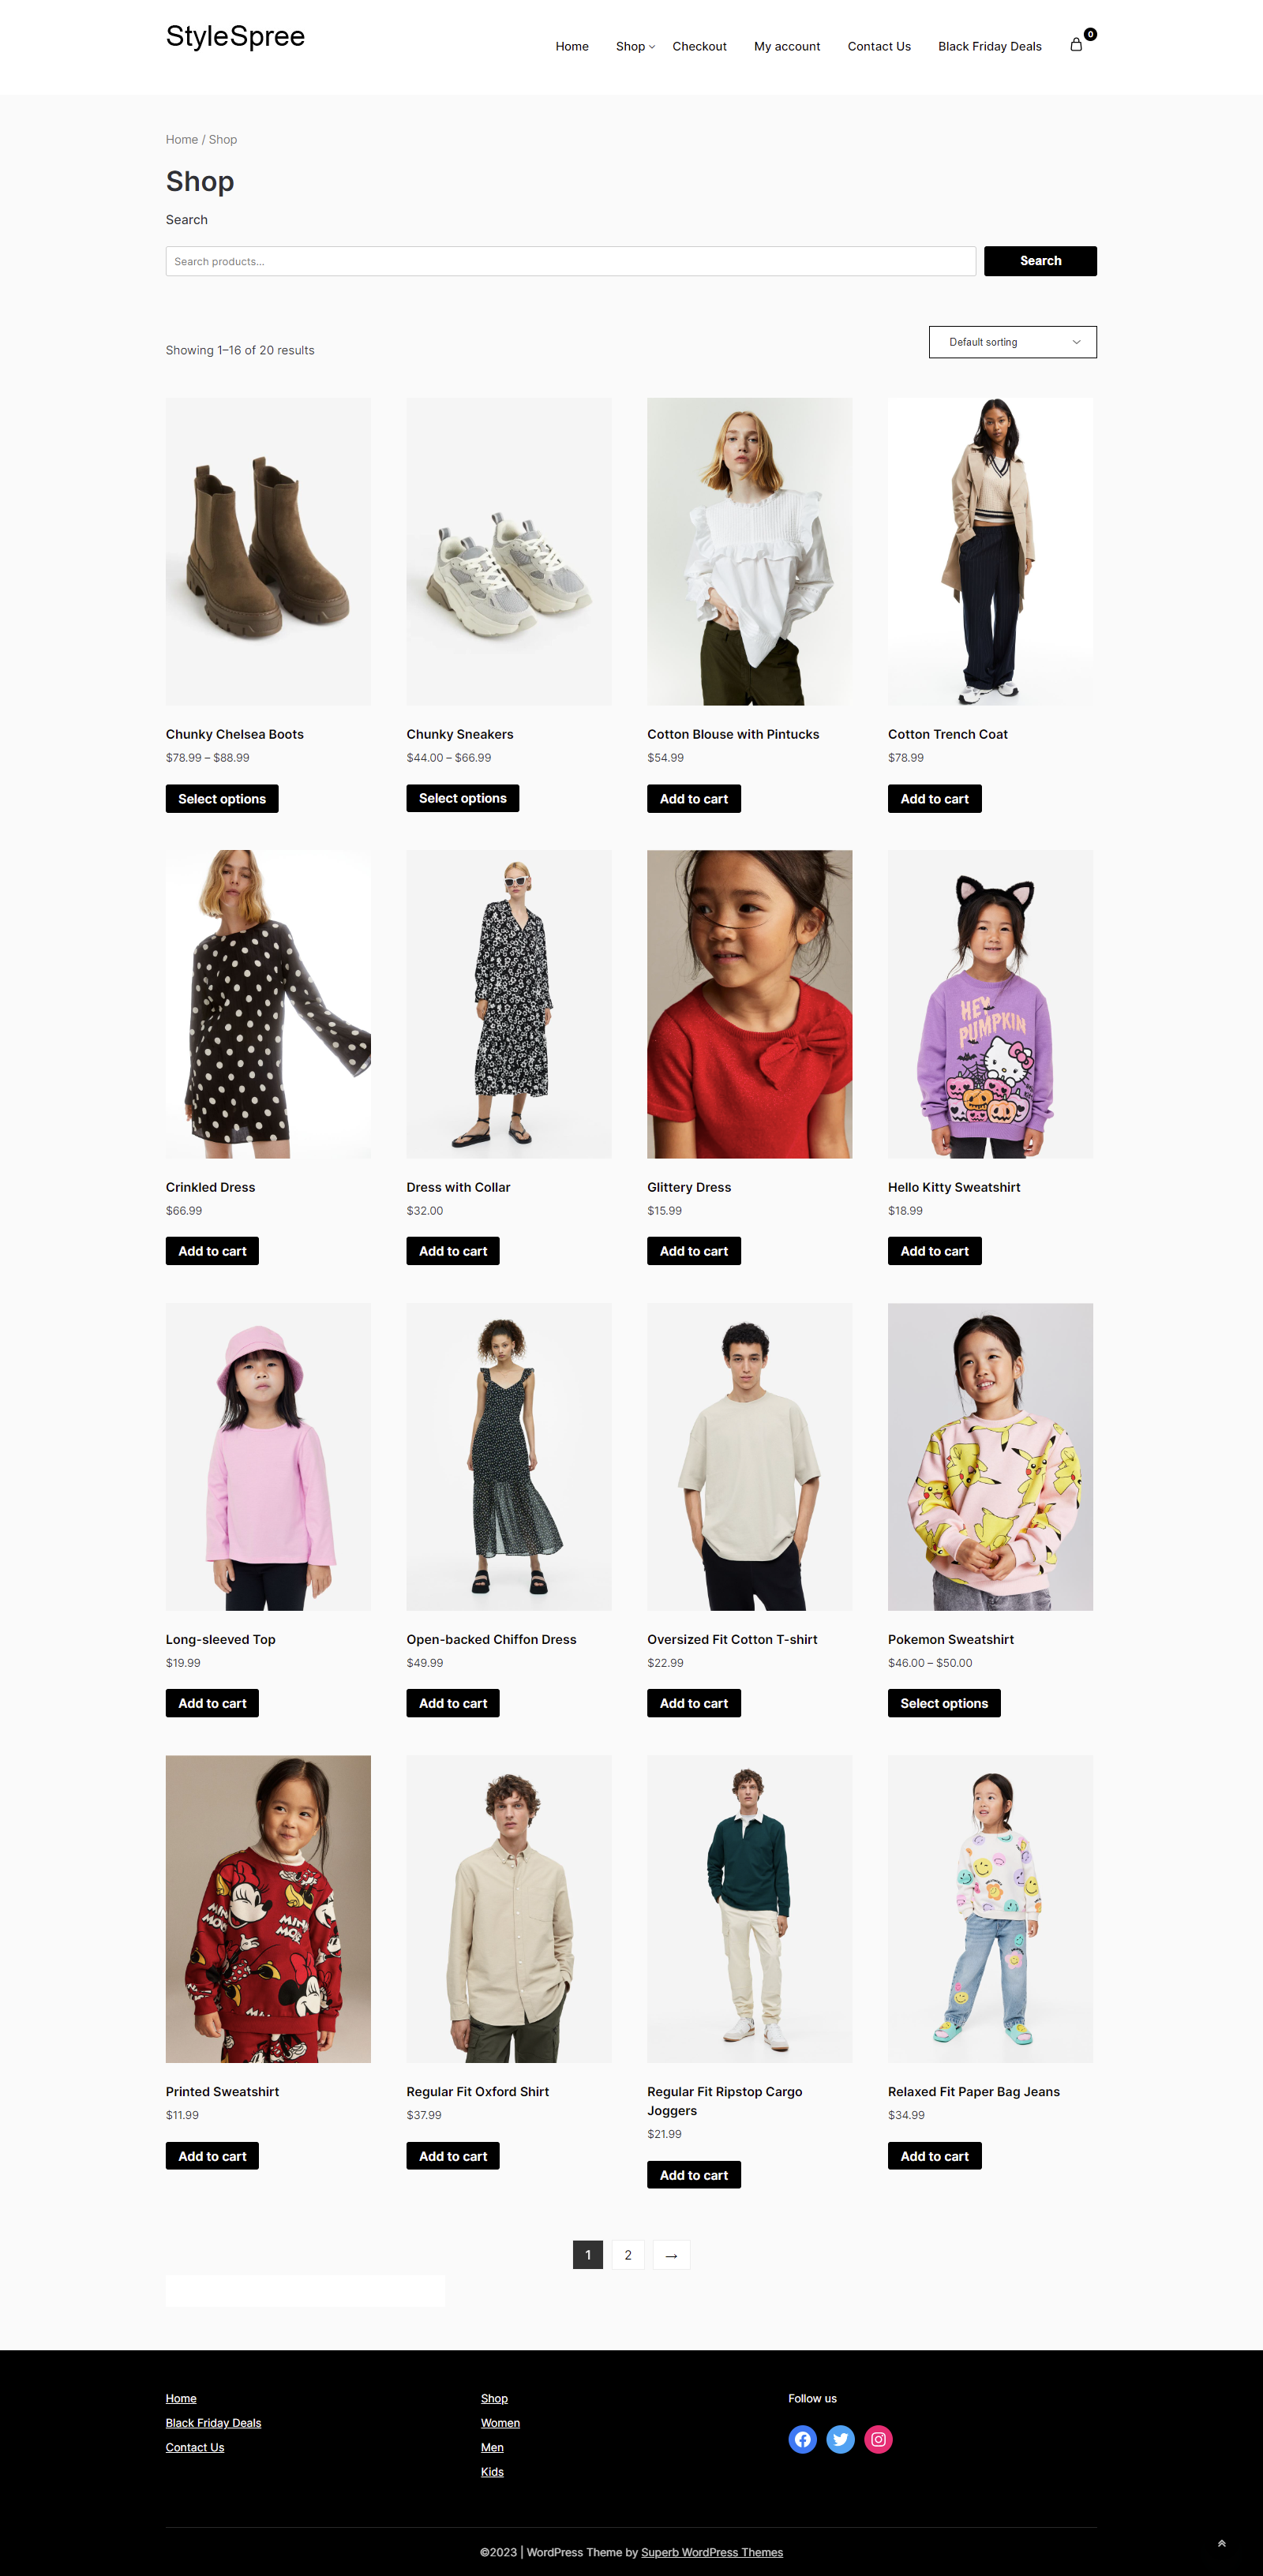 StyleSpree
Home Shop Checkout My account Contact Us Black Friday Deals 0
Home / Shop
Shop
Search
Search products...
Search
Showing 1–16 of 20 results
Default sorting
Chunky Chelsea Boots
$78.99 – $88.99
Select options
Chunky Sneakers
$44.00 – $66.99
Select options
Cotton Blouse with Pintucks
$54.99
Add to cart
Cotton Trench Coat
$78.99
Add to cart
HEY
PUMPKIN
Crinkled Dress
$66.99
Add to cart
Dress with Collar
$32.00
Add to cart
Glittery Dress
$15.99
Add to cart
Hello Kitty Sweatshirt
$18.99
Add to cart
Long-sleeved Top
$19.99
Add to cart
Open-backed Chiffon Dress
$49.99
Add to cart
Oversized Fit Cotton T-shirt
$22.99
Add to cart
Pokemon Sweatshirt
$46.00 – $50.00
Select options
Printed Sweatshirt
$11.99
Add to cart
Regular Fit Oxford Shirt
$37.99
Add to cart
Regular Fit Ripstop Cargo
Joggers
$21.99
Add to cart
Relaxed Fit Paper Bag Jeans
$34.99
Add to cart
1 2 →
Home
Black Friday Deals
Contact Us
Shop
Women
Men
Kids
Follow us
©2023 | WordPress Theme by Superb WordPress Themes